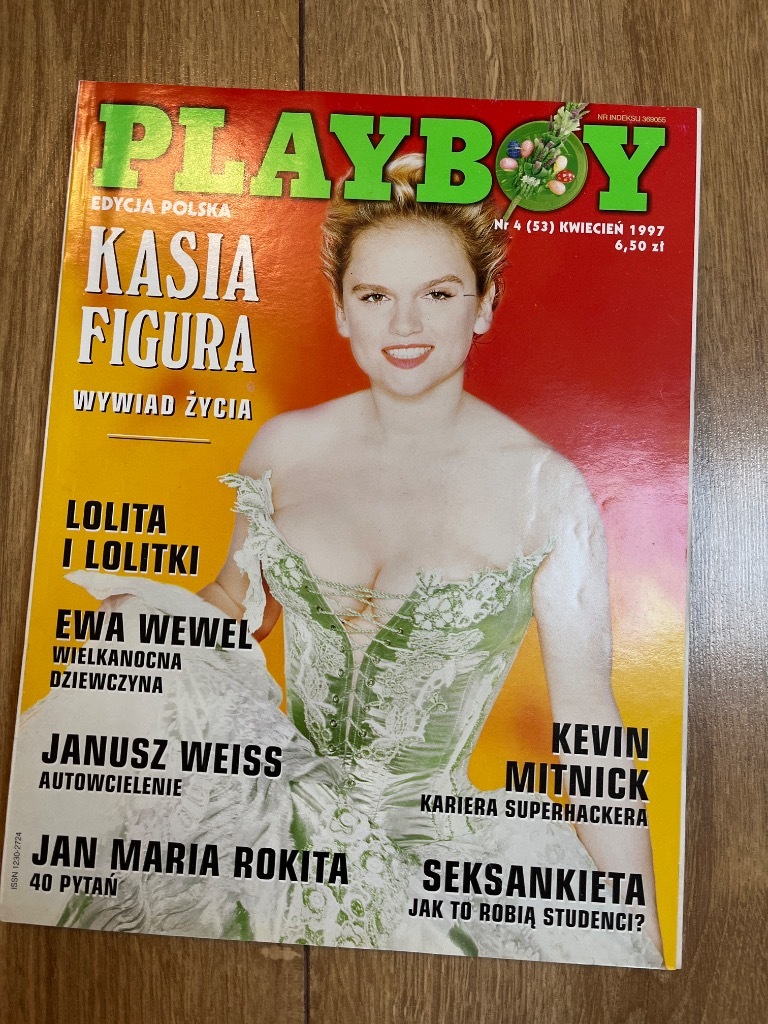 PLAYBOY
NR INDEKSU 369055
EDYCJA POLSKA
Nr 4 (53) KWIECIEŃ 1997
6,50 zł
KASIA
FIGURA
WYWIAD ŻYCIA
LOLITA
I LOLITKI
EWA WEWEL
WIELKANOCNA
DZIEWCZYNA
JANUSZ WEISS
AUTOWCIELENIE
JAN MARIA ROKITA
40 PYTAŃ
KEVIN
MITNICK
KARIERA SUPERHACKERA
SEKSANKIETA
JAK TO ROBIĄ STUDENCI?
ISSN 1230-2724